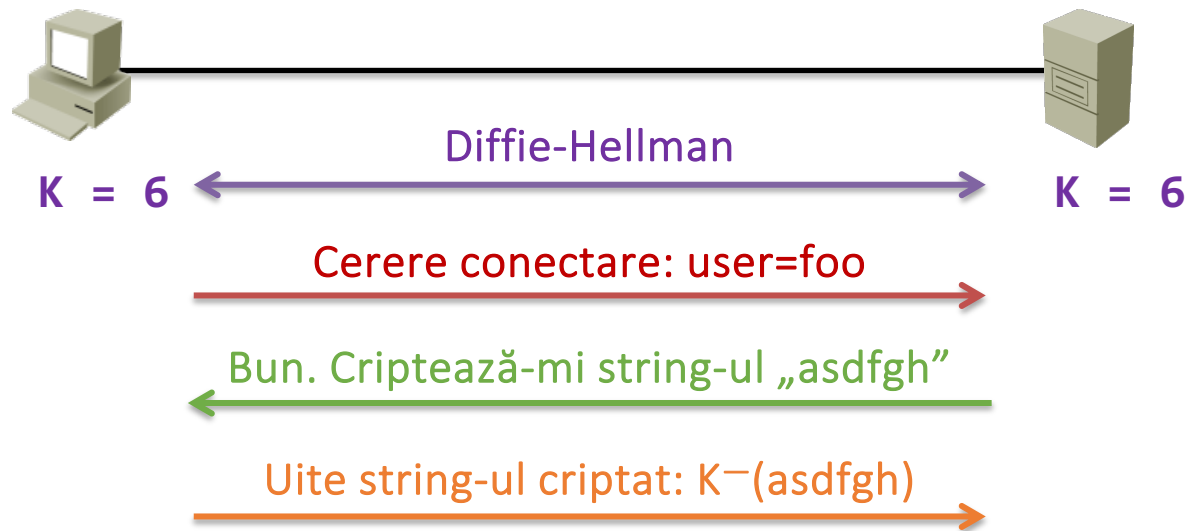 Diffie-Hellman
K = 6
K = 6
Cerere conectare: user=foo
Bun. Criptează-mi string-ul „asdfgh”
Uite string-ul criptat: K⁻(asdfgh)